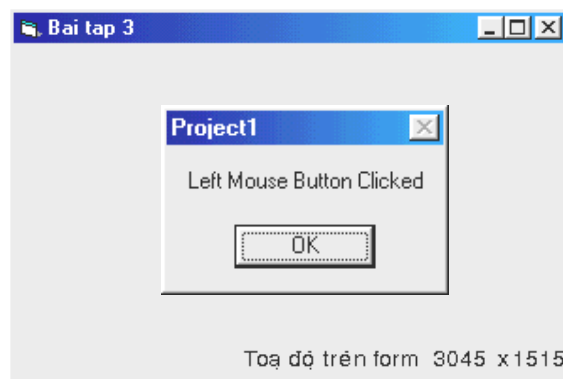 Bai tap 3
Project1
Left Mouse Button Clicked
OK
Toạ độ trên form 3045 x1515